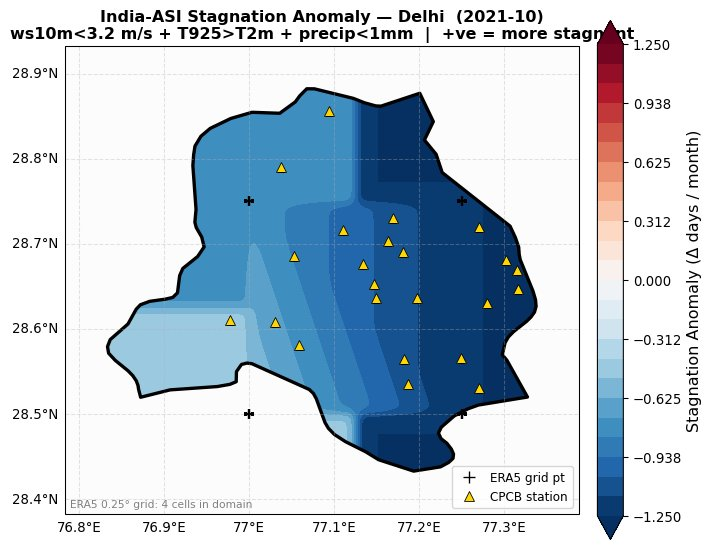 India-ASI Stagnation Anomaly — Delhi  (2021-10)
ws10m<3.2 m/s + T925>T2m + precip<1mm  |  +ve = more stagnant
28.9°N
28.8°N
28.7°N
28.6°N
28.5°N
28.4°N
ERA5 0.25° grid: 4 cells in domain
ERA5 grid pt
CPCB station
76.8°E
76.9°E
77°E
77.1°E
77.2°E
77.3°E
1.250
0.938
0.625
0.312
0.000
−0.312
−0.625
−0.938
−1.250
Stagnation Anomaly (Δ days / month)